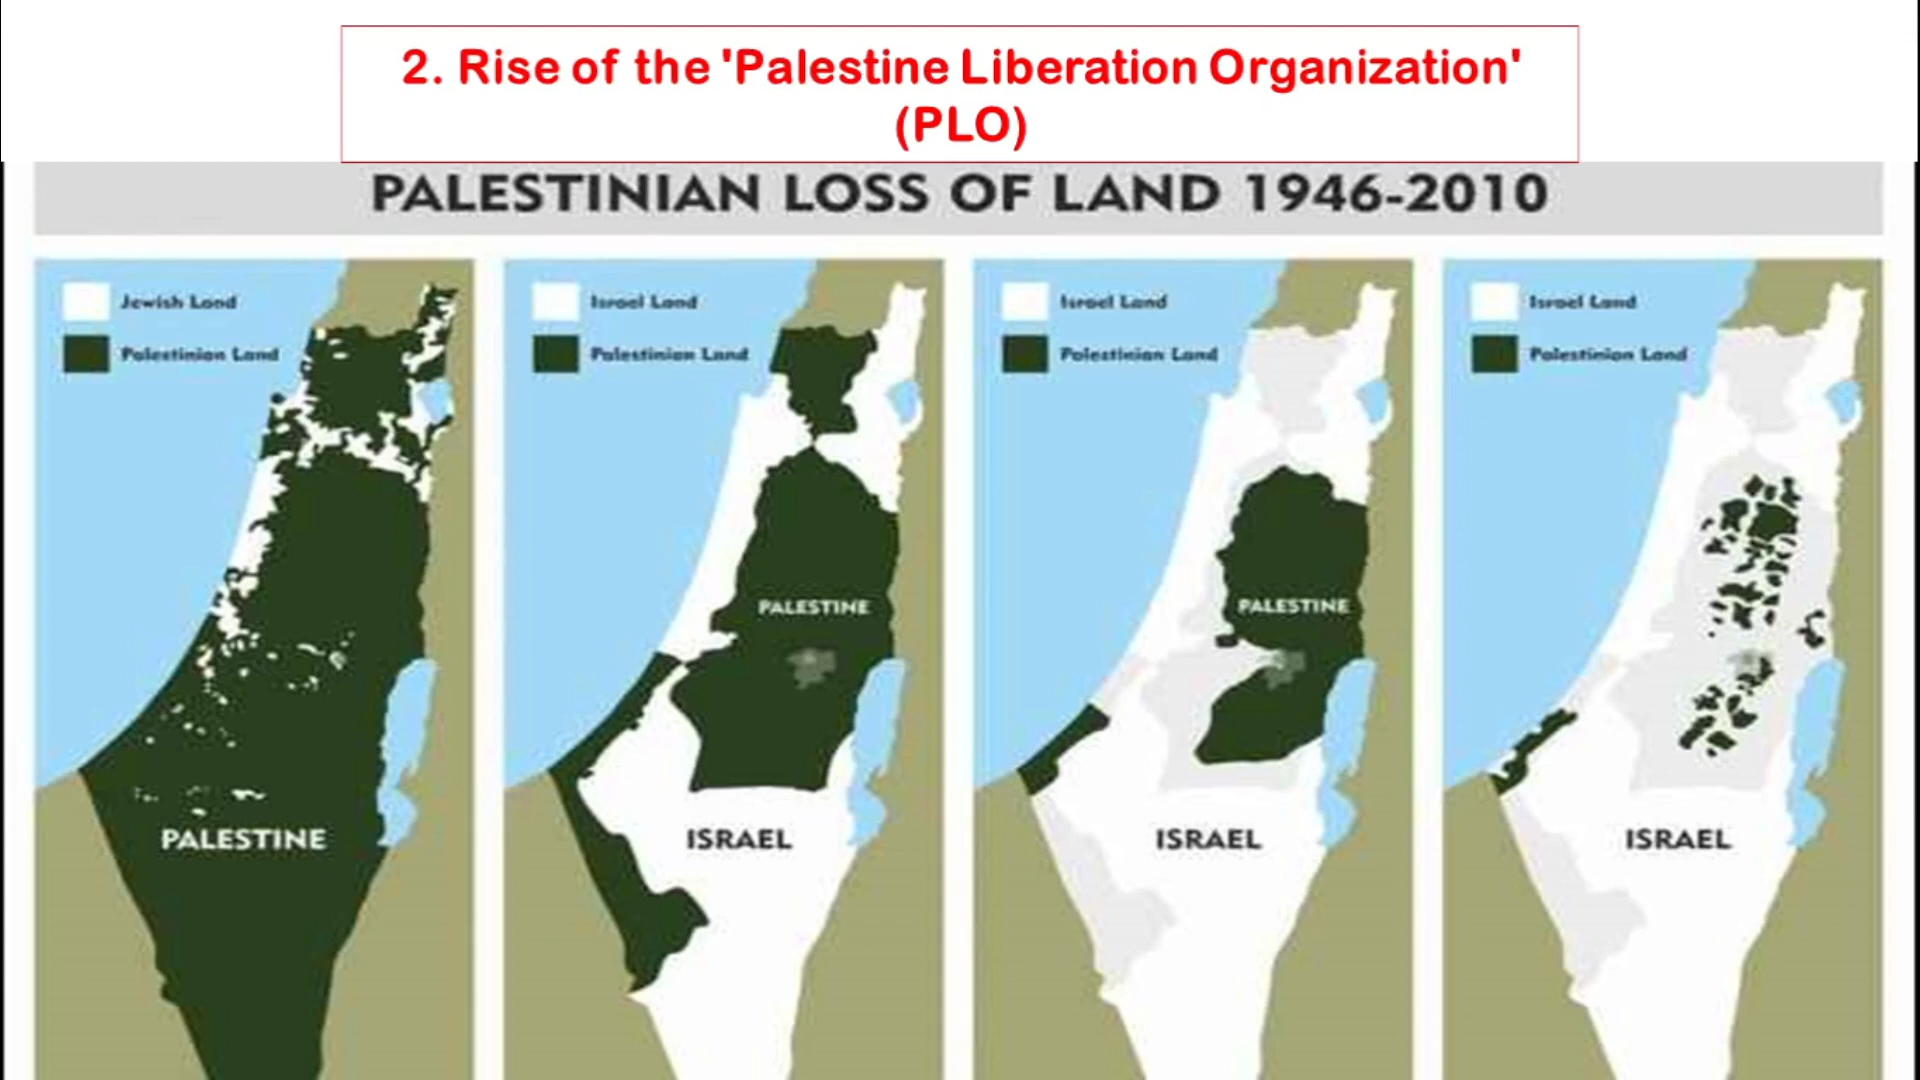 2. Rise of the 'Palestine Liberation Organization'
(PLO)
PALESTINIAN LOSS OF LAND 1946-2010
Jewish Land
Palestinian Land
PALESTINE
Israel Land
Palestinian Land
PALESTINE
ISRAEL
Israel Land
Palestinian Land
PALESTINE
ISRAEL
Israel Land
Palestinian Land
ISRAEL